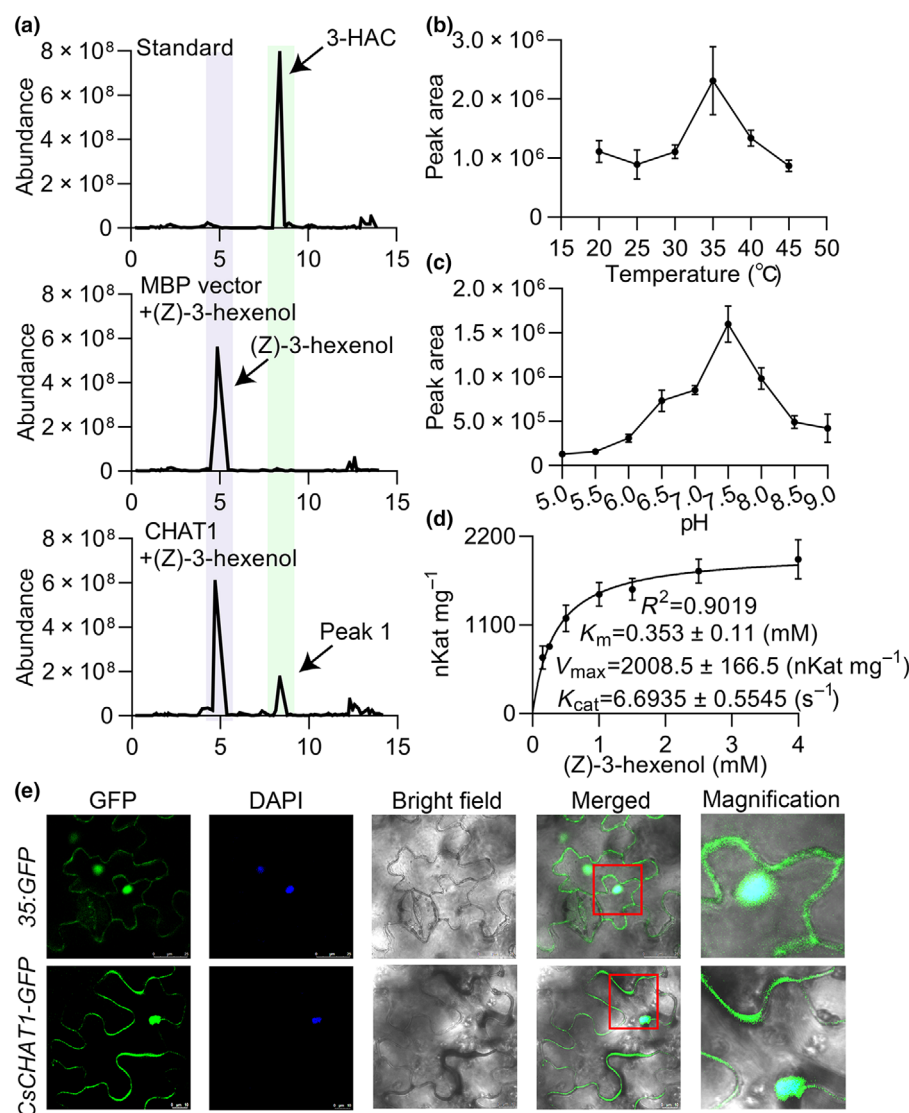 (a)
Standard
3-HAC
Abundance
8 × 10⁸
6 × 10⁸
4 × 10⁸
2 × 10⁸
0
0
5
10
15
MBP vector
+(Z)-3-hexenol
(Z)-3-hexenol
Abundance
8 × 10⁸
6 × 10⁸
4 × 10⁸
2 × 10⁸
0
0
5
10
15
CHAT1
+(Z)-3-hexenol
Peak 1
Abundance
8 × 10⁸
6 × 10⁸
4 × 10⁸
2 × 10⁸
0
0
5
10
15
(b)
Peak area
3.0 × 10⁶
2.0 × 10⁶
1.0 × 10⁶
0
15 20 25 30 35 40 45 50
Temperature (℃)
(c)
Peak area
2.0 × 10⁶
1.5 × 10⁶
1.0 × 10⁶
5.0 × 10⁵
0
5.0 5.5 6.0 6.5 7.0 7.5 8.0 8.5 9.0
pH
(d)
nKat mg⁻¹
2200
1100
0
R²=0.9019
Km=0.353 ± 0.11 (mM)
Vmax=2008.5 ± 166.5 (nKat mg⁻¹)
Kcat=6.6935 ± 0.5545 (s⁻¹)
0 1 2 3 4
(Z)-3-hexenol (mM)
(e)
GFP DAPI Bright field Merged Magnification
35:GFP
CsCHAT1-GFP